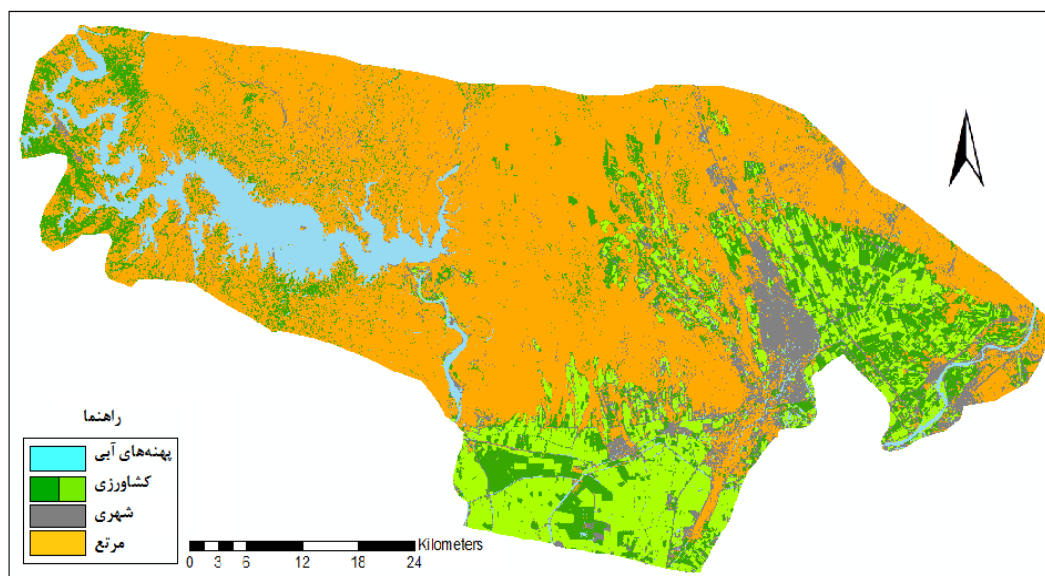 راهنما
پهنه‌های آبی
کشاورزی
شهری
مرتع
Kilometers
0 3 6 12 18 24